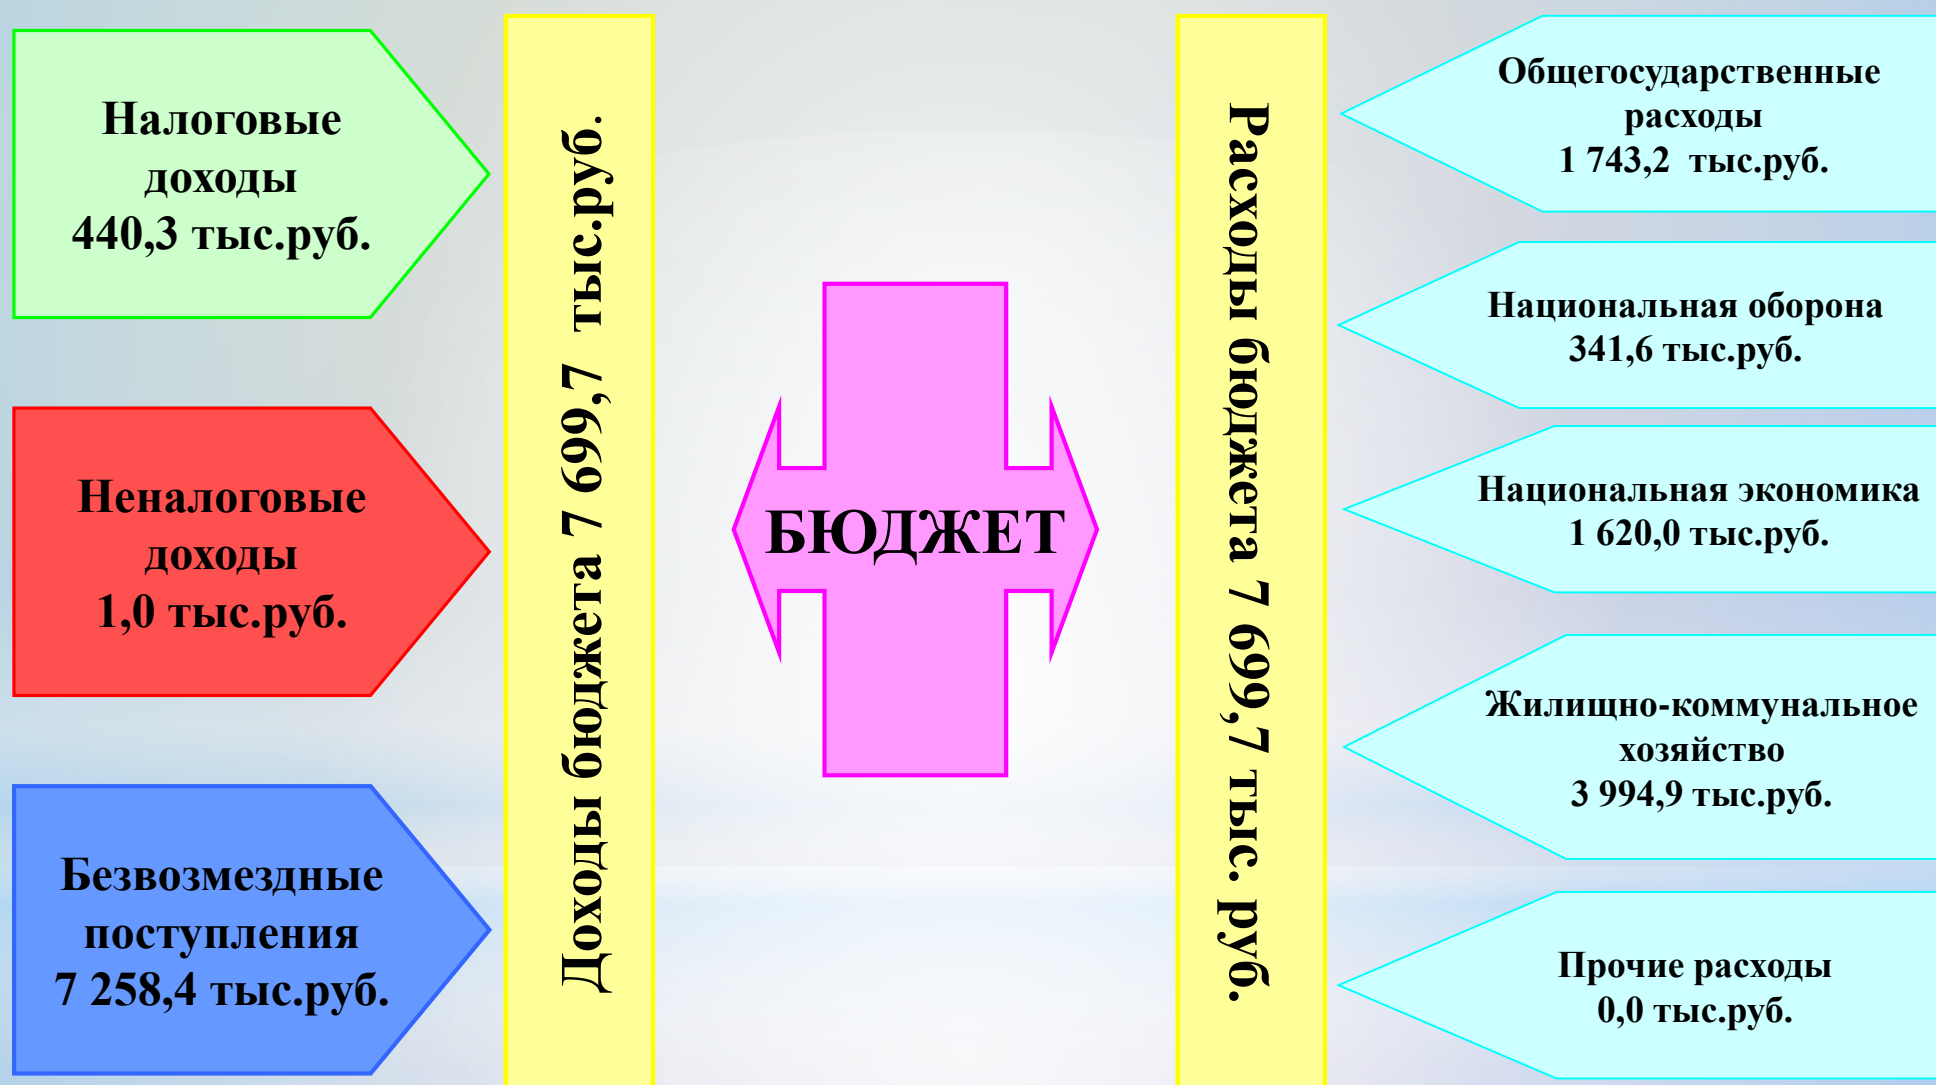 Налоговые
доходы
440,3 тыс.руб.
Неналоговые
доходы
1,0 тыс.руб.
Безвозмездные
поступления
7 258,4 тыс.руб.
Доходы бюджета 7 699,7 тыс.руб.
БЮДЖЕТ
Расходы бюджета 7 699,7 тыс. руб.
Общегосударственные
расходы
1 743,2 тыс.руб.
Национальная оборона
341,6 тыс.руб.
Национальная экономика
1 620,0 тыс.руб.
Жилищно-коммунальное
хозяйство
3 994,9 тыс.руб.
Прочие расходы
0,0 тыс.руб.